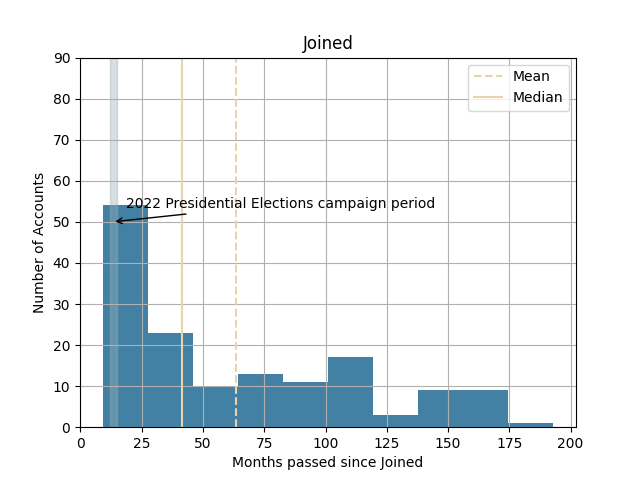 Joined
Mean
Median
2022 Presidential Elections campaign period
Number of Accounts
90
80
70
60
50
40
30
20
10
0
0 25 50 75 100 125 150 175 200
Months passed since Joined